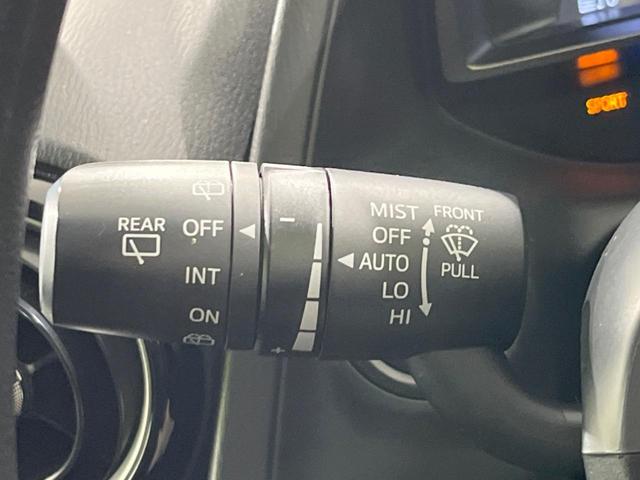 SPORT
REAR
OFF
INT
ON
−
+
MIST
OFF
AUTO
LO
HI
FRONT
PULL